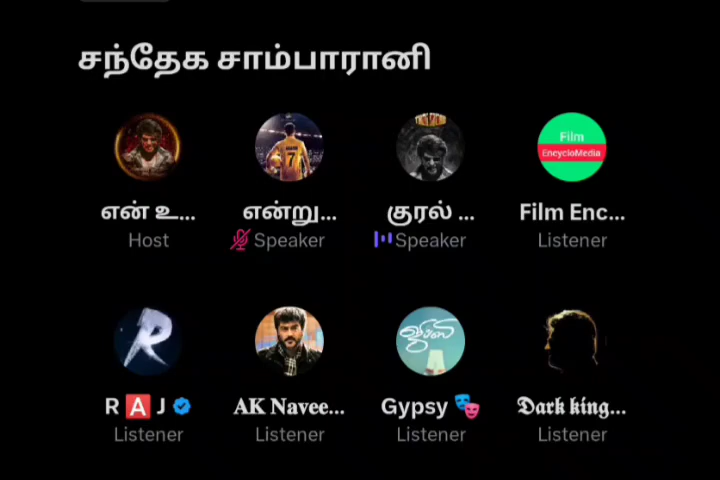 சந்தேக சாம்பாரானி
7
Film
EncycloMedia
என் உ... என்று... குரல் ... Film Enc...
Host Speaker Speaker Listener
R
ஜிப்ஸி
R A J AK Navee... Gypsy Dark king...
Listener Listener Listener Listener